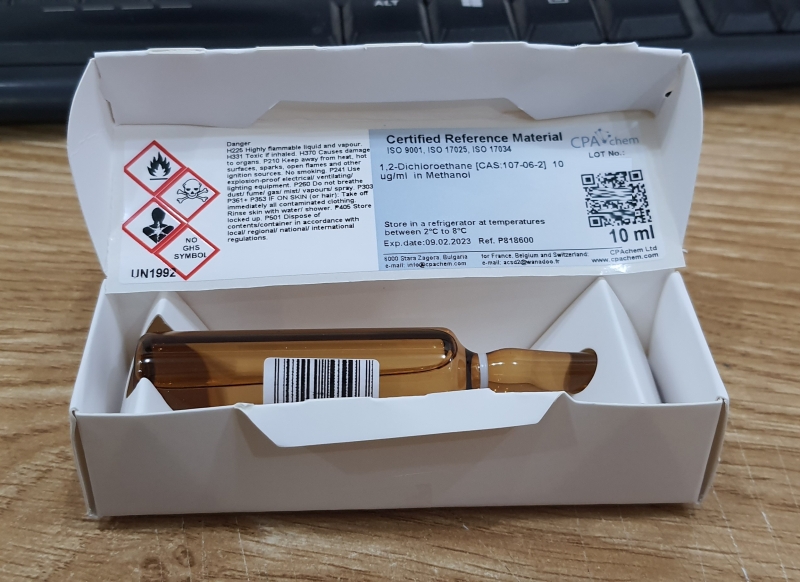 Danger
H225 Highly flammable liquid and vapour.
H331 Toxic if inhaled. H370 Causes damage
to organs. P210 Keep away from heat, hot
surfaces, sparks, open flames and other
ignition sources. No smoking. P241 Use
explosion-proof electrical/ ventilating/
lighting equipment. P260 Do not breathe
dust/ fume/ gas/ mist/ vapours/ spray. P303
P361+ P353 IF ON SKIN (or hair): Take off
immediately all contaminated clothing.
Rinse skin with water/ shower. P405 Store
locked up. P501 Dispose of
contents/container in accordance with
local/ regional/ national/ international
regulations.
NO
GHS
SYMBOL
UN1992
Certified Reference Material
ISO 9001, ISO 17025, ISO 17034
1,2-Dichloroethane [CAS:107-06-2] 10
ug/ml in Methanol
Store in a refrigerator at temperatures
between 2°C to 8°C
Exp.date:09.02.2023 Ref. P818600
CPAchem
LOT No.:
10 ml
6000 Stara Zagora, Bulgaria
e-mail: info@cpachem.com
for France, Belgium and Switzerland:
e-mail: acsd2@wanadoo.fr
CPAchem Ltd
www.cpachem.com
ALT